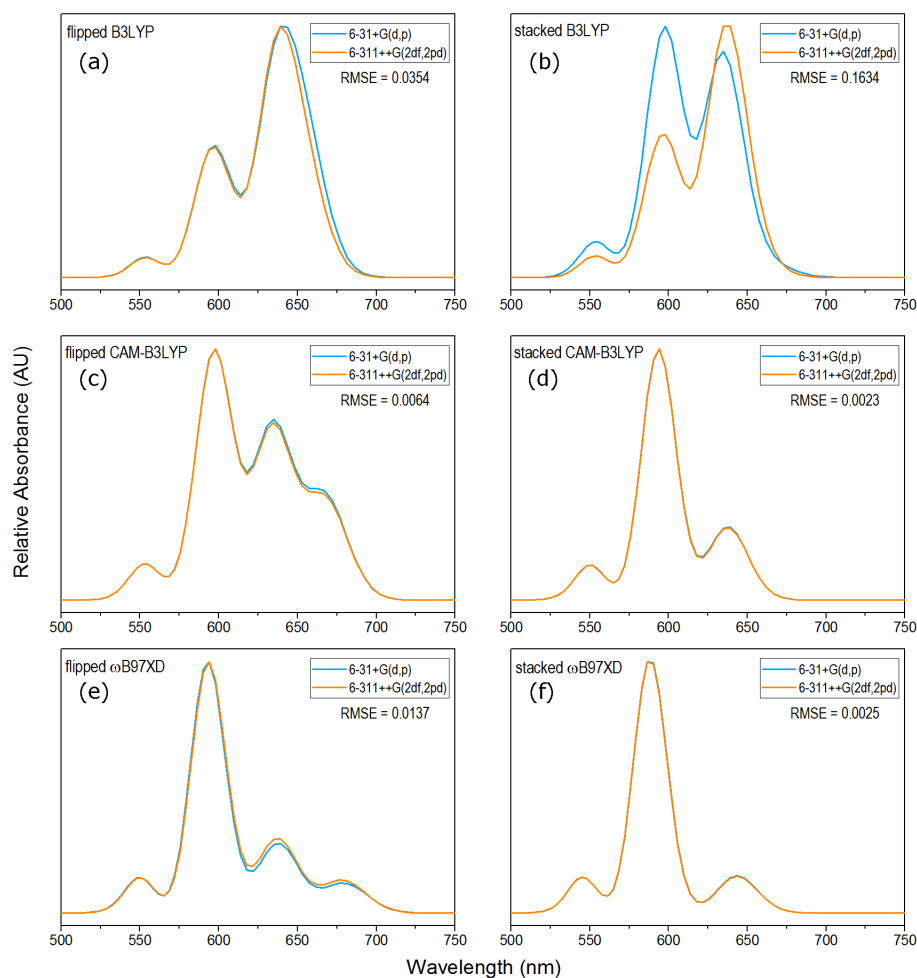 flipped B3LYP
(a)
6-31+G(d,p)
6-311++G(2df,2pd)
RMSE = 0.0354
500 550 600 650 700 750
stacked B3LYP
(b)
6-31+G(d,p)
6-311++G(2df,2pd)
RMSE = 0.1634
500 550 600 650 700 750
Relative Absorbance (AU)
flipped CAM-B3LYP
(c)
6-31+G(d,p)
6-311++G(2df,2pd)
RMSE = 0.0064
500 550 600 650 700 750
stacked CAM-B3LYP
(d)
6-31+G(d,p)
6-311++G(2df,2pd)
RMSE = 0.0023
500 550 600 650 700 750
flipped ωB97XD
(e)
6-31+G(d,p)
6-311++G(2df,2pd)
RMSE = 0.0137
500 550 600 650 700 750
stacked ωB97XD
(f)
6-31+G(d,p)
6-311++G(2df,2pd)
RMSE = 0.0025
500 550 600 650 700 750
Wavelength (nm)